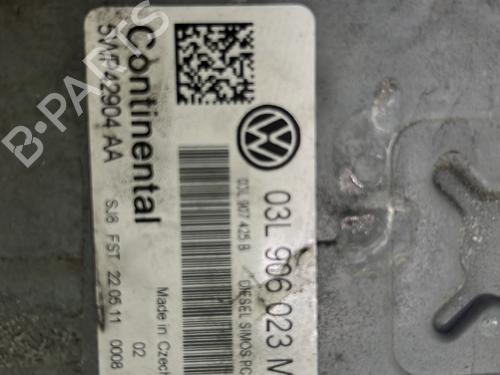 03L 906 023 M
03L 907 425 B DIESEL SIMOS PC
Continental
5WP42904 AA
SJ6 FST 22 05 11 0008
Made in Czech
02
B-PARTS